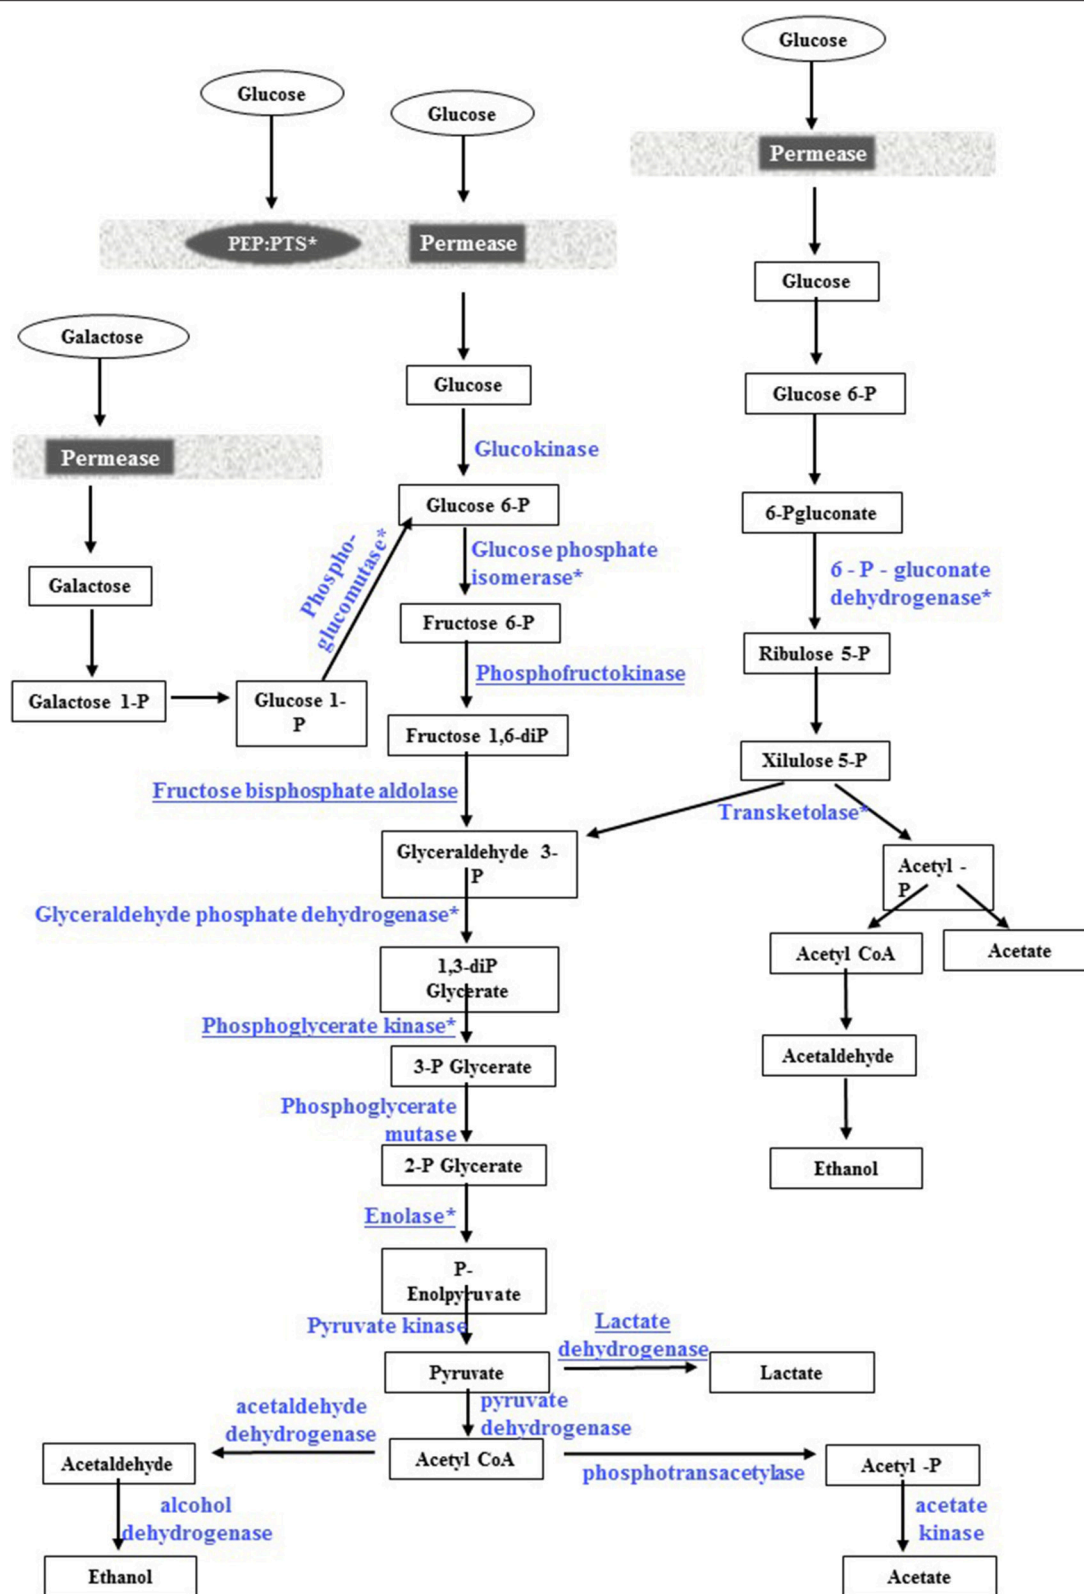 Glucose
Glucose
Glucose
Permease
PEP:PTS*
Permease
Glucose
Galactose
Glucose
Glucose 6-P
Glucokinase
Permease
Glucose 6-P
6-Pgluconate
Phospho-
glucomutase*
Glucose phosphate
isomerase*
6 - P - gluconate
dehydrogenase*
Galactose
Fructose 6-P
Ribulose 5-P
Phosphofructokinase
Galactose 1-P
Glucose 1-
P
Fructose 1,6-diP
Xilulose 5-P
Fructose bisphosphate aldolase
Transketolase*
Glyceraldehyde 3-
P
Acetyl -
P
Glyceraldehyde phosphate dehydrogenase*
Acetyl CoA
Acetate
1,3-diP
Glycerate
Phosphoglycerate kinase*
Acetaldehyde
3-P Glycerate
Phosphoglycerate
mutase
2-P Glycerate
Ethanol
Enolase*
P-
Enolpyruvate
Pyruvate kinase
Lactate
dehydrogenase
Pyruvate
Lactate
pyruvate
dehydrogenase
acetaldehyde
dehydrogenase
Acetaldehyde
Acetyl CoA
phosphotransacetylase
Acetyl -P
alcohol
dehydrogenase
acetate
kinase
Ethanol
Acetate